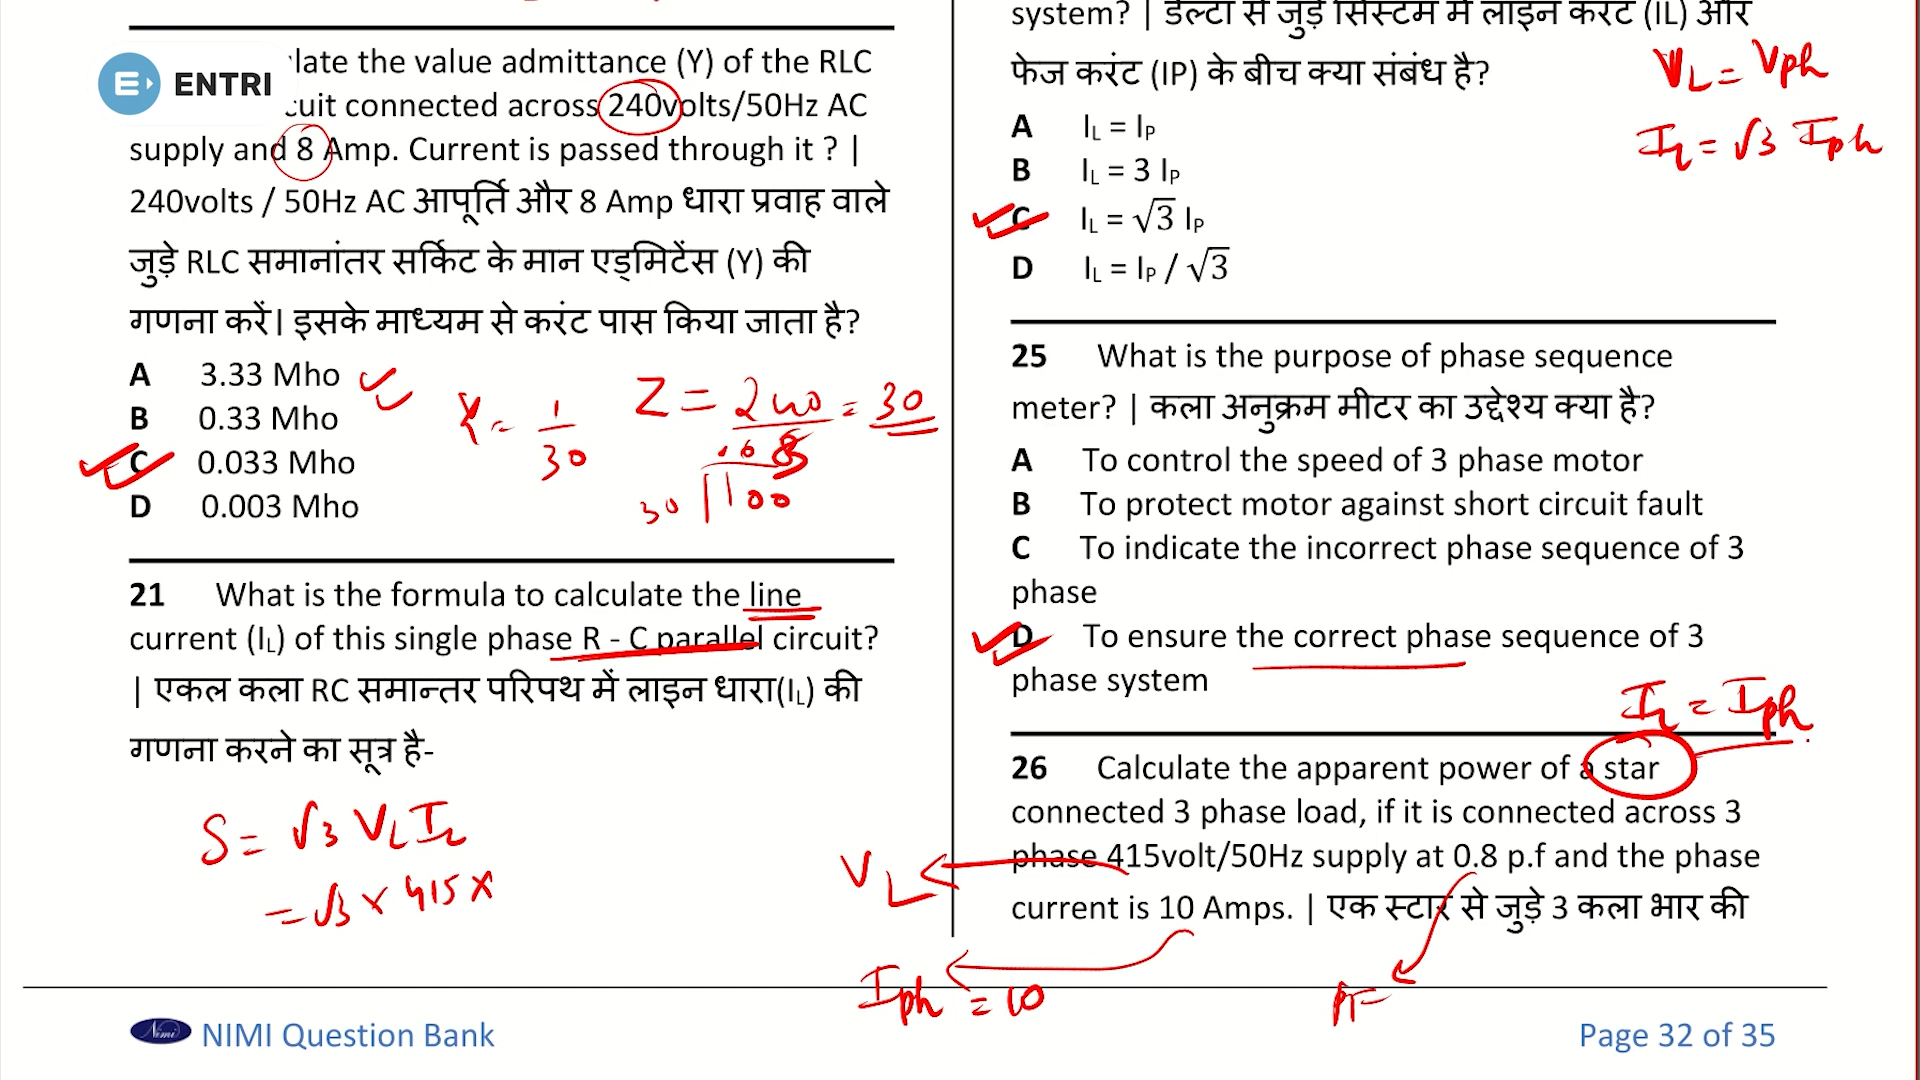 ENTRI
late the value admittance (Y) of the RLC
cuit connected across 240volts/50Hz AC
supply and 8 Amp. Current is passed through it ? |
240volts / 50Hz AC आपूर्ति और 8 Amp धारा प्रवाह वाले
जुड़े RLC समानांतर सर्किट के मान एड्मिटेंस (Y) की
गणना करें। इसके माध्यम से करंट पास किया जाता है?
A 3.33 Mho
B 0.33 Mho
C 0.033 Mho
D 0.003 Mho
Y = 1/30
Z = 240/8 = 30
30 100
21 What is the formula to calculate the line
current (IL) of this single phase R - C parallel circuit?
| एकल कला RC समान्तर परिपथ में लाइन धारा(IL) की
गणना करने का सूत्र है-
S = √3 VL IL
= √3 × 415 ×
system? | डेल्टा से जुड़े सिस्टम में लाइन करंट (IL) और
फेज करंट (IP) के बीच क्या संबंध है?
VL = Vph
IL = √3 Iph
A IL = IP
B IL = 3 IP
C IL = √3 IP
D IL = IP / √3
25 What is the purpose of phase sequence
meter? | कला अनुक्रम मीटर का उद्देश्य क्या है?
A To control the speed of 3 phase motor
B To protect motor against short circuit fault
C To indicate the incorrect phase sequence of 3
phase
D To ensure the correct phase sequence of 3
phase system
IL = Iph
26 Calculate the apparent power of a star
connected 3 phase load, if it is connected across 3
phase 415volt/50Hz supply at 0.8 p.f and the phase
current is 10 Amps. | एक स्टार से जुड़े 3 कला भार की
VL
Iph = 10
Pf=
Nimi NIMI Question Bank
Page 32 of 35